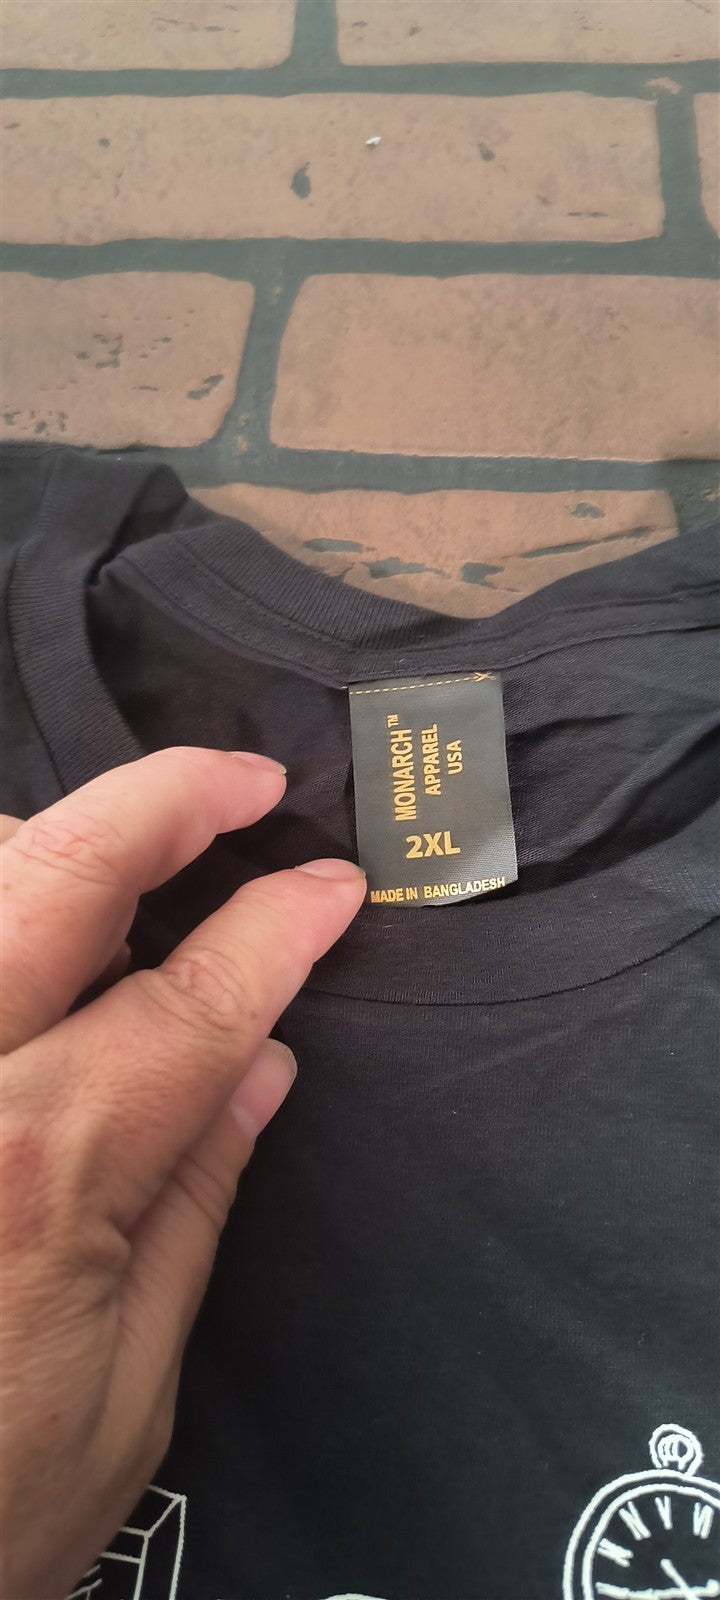 MONARCH™
APPAREL
USA
2XL
MADE IN BANGLADESH